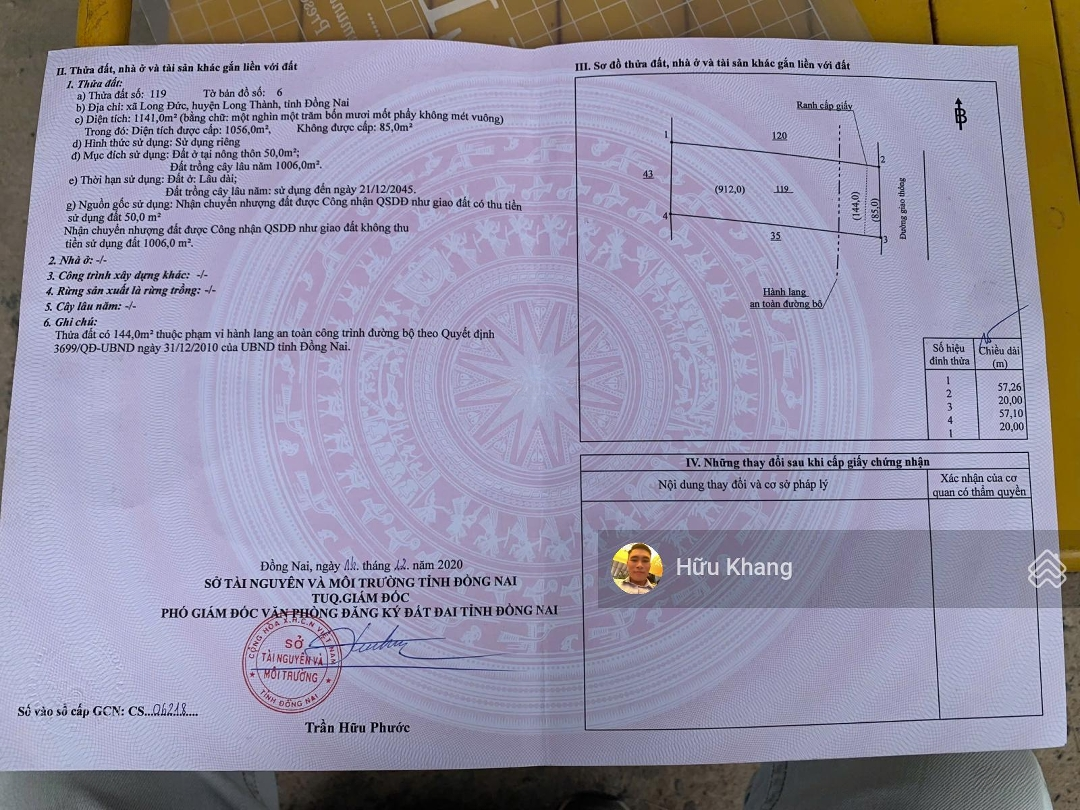 II. Thửa đất, nhà ở và tài sản khác gắn liền với đất
1. Thửa đất:
a) Thửa đất số: 119 Tờ bản đồ số: 6
b) Địa chỉ: xã Long Đức, huyện Long Thành, tỉnh Đồng Nai
c) Diện tích: 1141,0m² (bằng chữ: một nghìn một trăm bốn mươi mốt phẩy không mét vuông)
Trong đó: Diện tích được cấp: 1056,0m², Không được cấp: 85,0m²
d) Hình thức sử dụng: Sử dụng riêng
đ) Mục đích sử dụng: Đất ở tại nông thôn 50,0m²;
Đất trồng cây lâu năm 1006,0m².
e) Thời hạn sử dụng: Đất ở: Lâu dài;
Đất trồng cây lâu năm: sử dụng đến ngày 21/12/2045.
g) Nguồn gốc sử dụng: Nhận chuyển nhượng đất được Công nhận QSDĐ như giao đất có thu tiền
sử dụng đất 50,0 m²
Nhận chuyển nhượng đất được Công nhận QSDĐ như giao đất không thu
tiền sử dụng đất 1006,0 m².
2. Nhà ở: -/-
3. Công trình xây dựng khác: -/-
4. Rừng sản xuất là rừng trồng: -/-
5. Cây lâu năm: -/-
6. Ghi chú:
Thửa đất có 144,0m² thuộc phạm vi hành lang an toàn công trình đường bộ theo Quyết định
3699/QĐ-UBND ngày 31/12/2010 của UBND tỉnh Đồng Nai.
Đồng Nai, ngày tháng 12 năm 2020
SỞ TÀI NGUYÊN VÀ MÔI TRƯỜNG TỈNH ĐỒNG NAI
TUQ.GIÁM ĐỐC
PHÓ GIÁM ĐỐC VĂN PHÒNG ĐĂNG KÝ ĐẤT ĐAI TỈNH ĐỒNG NAI
CỘNG HÒA X.H.C.N VIỆT NAM
SỞ
TÀI NGUYÊN VÀ
MÔI TRƯỜNG
TỈNH ĐỒNG NAI
Số vào sổ cấp GCN: CS...06218....
Trần Hữu Phước
III. Sơ đồ thửa đất, nhà ở và tài sản khác gắn liền với đất
Ranh cấp giấy
B
1
120
2
43
(912,0)
119
(144,0)
(85,0)
Đường giao thông
4
35
3
Hành lang
an toàn đường bộ
Số hiệu
đỉnh thửa
Chiều dài
(m)
1
57,26
2
20,00
3
57,10
4
20,00
1
IV. Những thay đổi sau khi cấp giấy chứng nhận
Nội dung thay đổi và cơ sở pháp lý
Xác nhận của cơ
quan có thẩm quyền
Hữu Khang